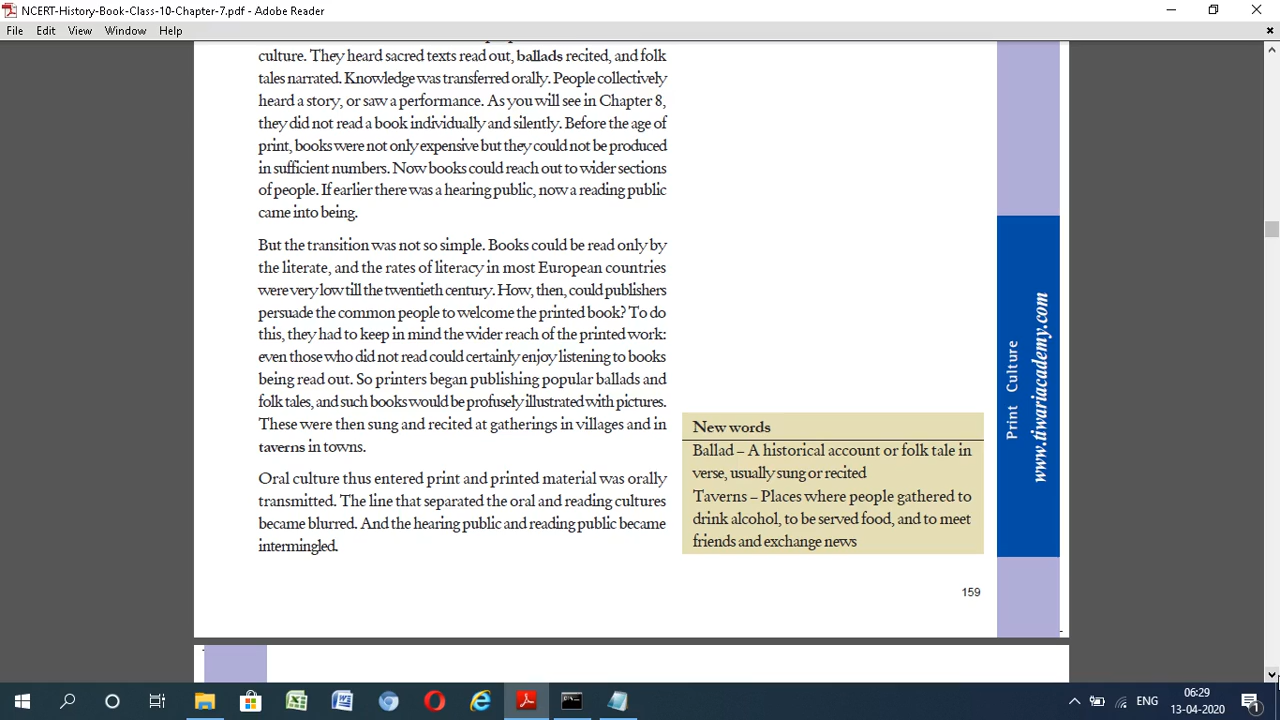 NCERT-History-Book-Class-10-Chapter-7.pdf - Adobe Reader
File Edit View Window Help
culture. They heard sacred texts read out, ballads recited, and folk
tales narrated. Knowledge was transferred orally. People collectively
heard a story, or saw a performance. As you will see in Chapter 8,
they did not read a book individually and silently. Before the age of
print, books were not only expensive but they could not be produced
in sufficient numbers. Now books could reach out to wider sections
of people. If earlier there was a hearing public, now a reading public
came into being.
But the transition was not so simple. Books could be read only by
the literate, and the rates of literacy in most European countries
were very low till the twentieth century. How, then, could publishers
persuade the common people to welcome the printed book? To do
this, they had to keep in mind the wider reach of the printed work:
even those who did not read could certainly enjoy listening to books
being read out. So printers began publishing popular ballads and
folk tales, and such books would be profusely illustrated with pictures.
These were then sung and recited at gatherings in villages and in
taverns in towns.
Oral culture thus entered print and printed material was orally
transmitted. The line that separated the oral and reading cultures
became blurred. And the hearing public and reading public became
intermingled.
New words
Ballad – A historical account or folk tale in
verse, usually sung or recited
Taverns – Places where people gathered to
drink alcohol, to be served food, and to meet
friends and exchange news
Print Culture
www.tiwariacademy.com
159
ENG
06:29
13-04-2020
1